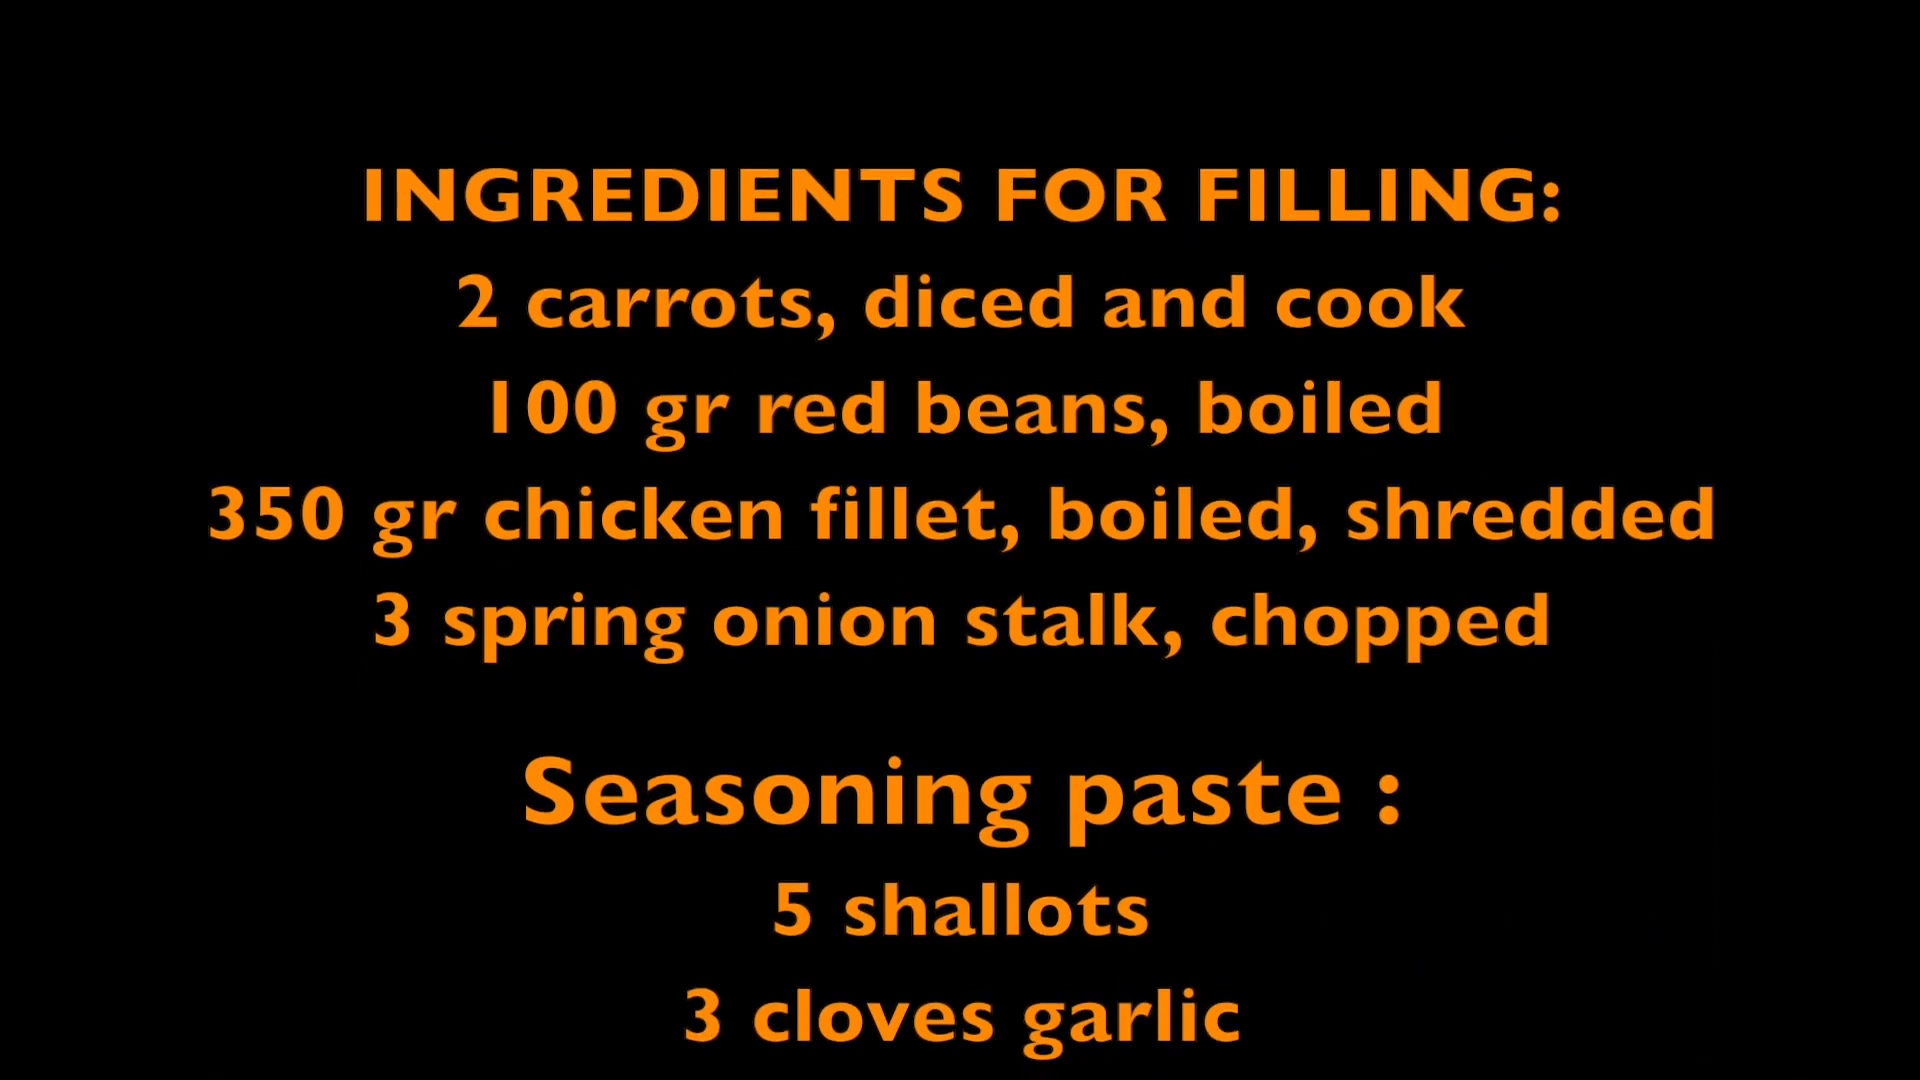 INGREDIENTS FOR FILLING:
2 carrots, diced and cook
100 gr red beans, boiled
350 gr chicken fillet, boiled, shredded
3 spring onion stalk, chopped
Seasoning paste :
5 shallots
3 cloves garlic